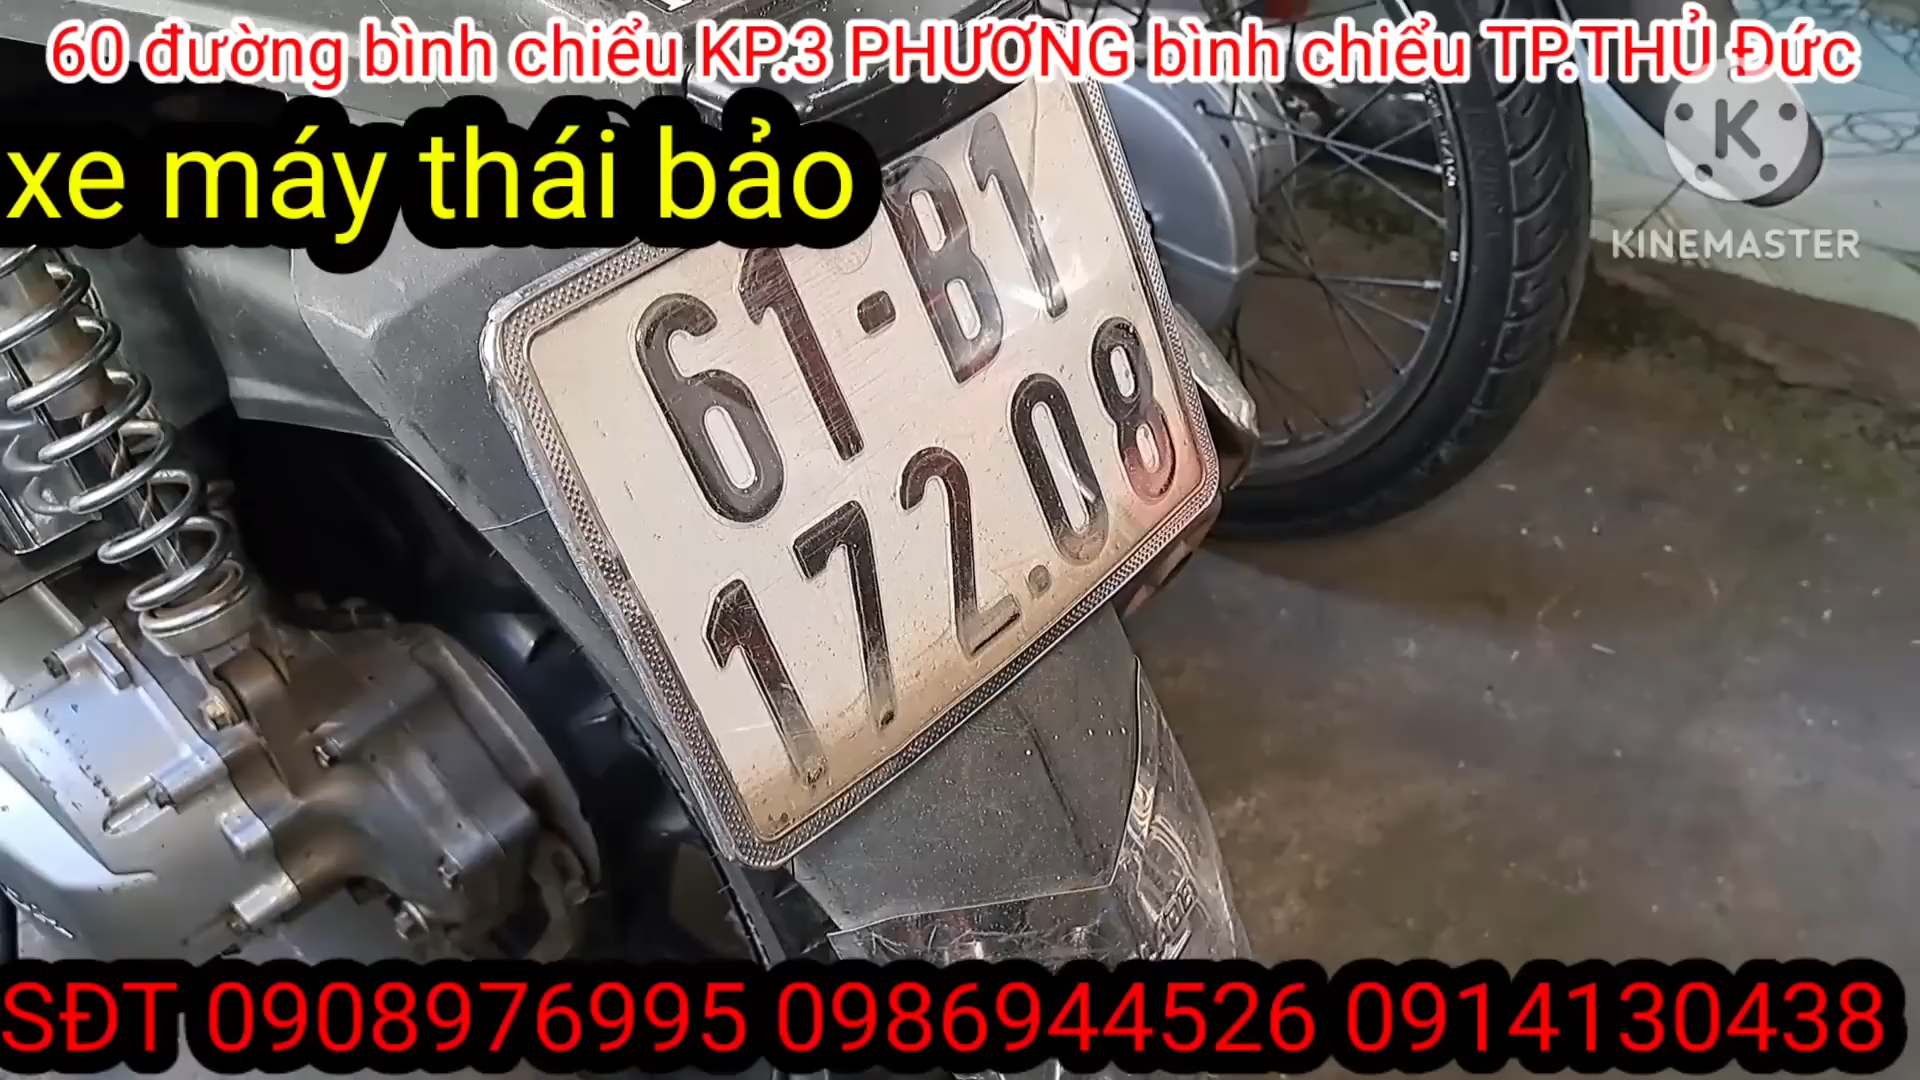 60 đường bình chiểu KP.3 PHƯƠNG bình chiểu TP.THỦ Đức
xe máy thái bảo
K
KINEMASTER
61-B1
172.08
SĐT 0908976995 0986944526 0914130438